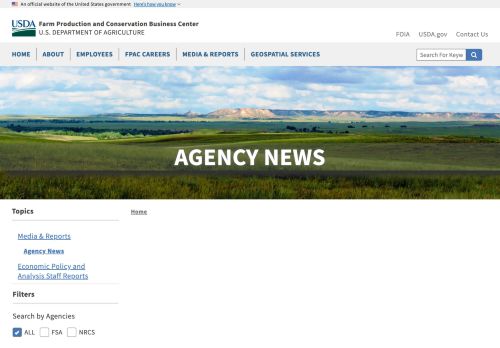 An official website of the United States government Here's how you know
USDA Farm Production and Conservation Business Center
U.S. DEPARTMENT OF AGRICULTURE
FOIA USDA.gov Contact Us
HOME ABOUT EMPLOYEES FPAC CAREERS MEDIA & REPORTS GEOSPATIAL SERVICES
Search For Keyw
AGENCY NEWS
Topics
Home
Media & Reports
Agency News
Economic Policy and
Analysis Staff Reports
Filters
Search by Agencies
ALL FSA NRCS